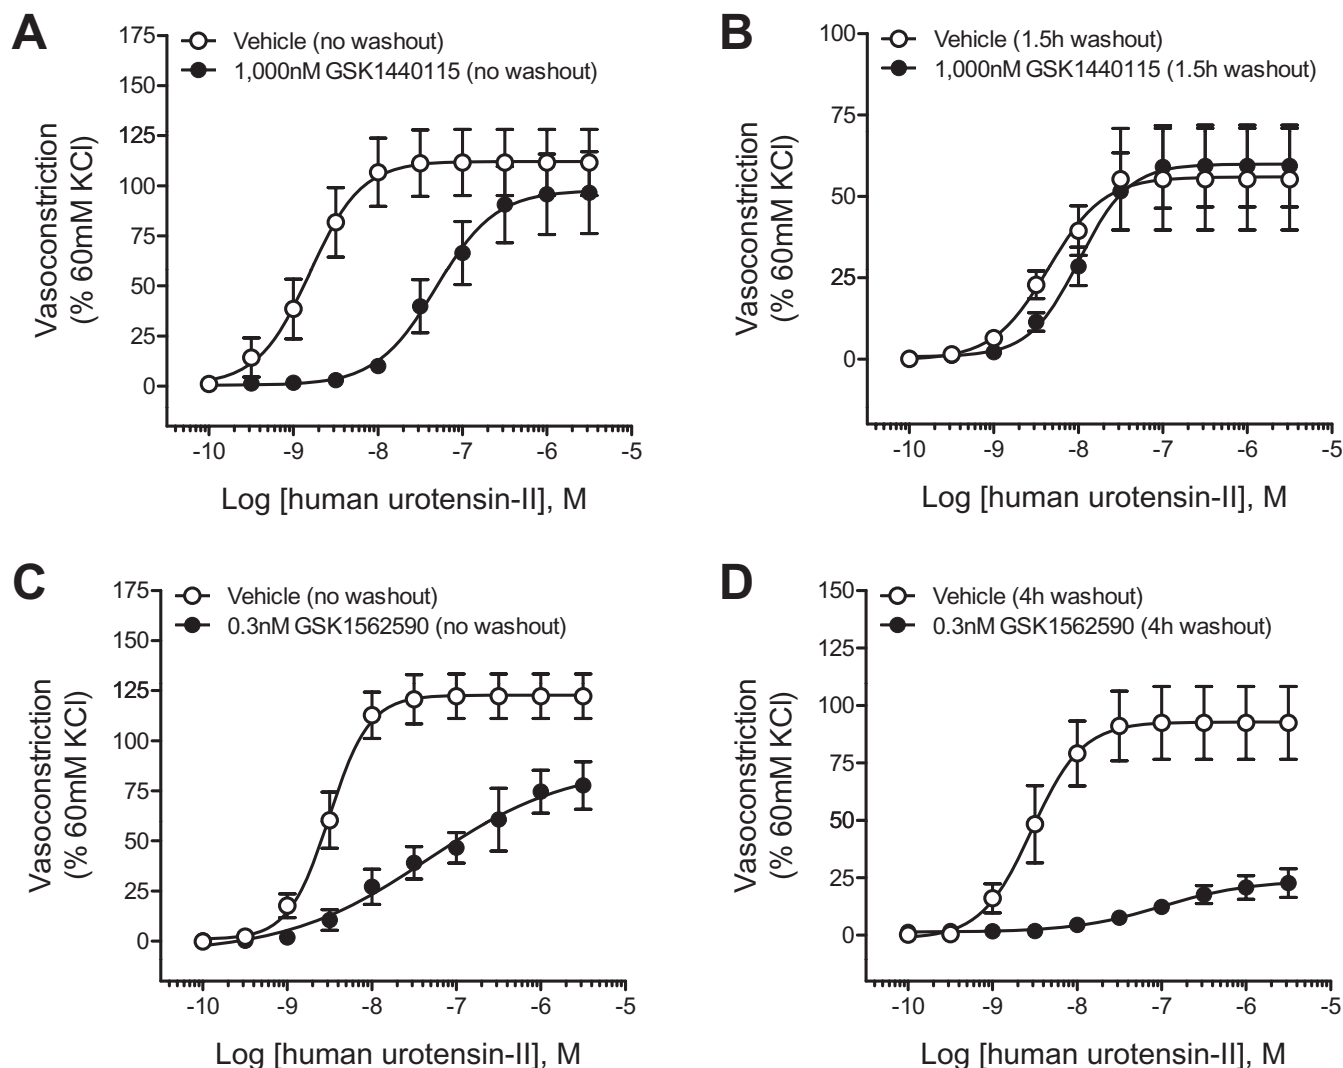 A
Vehicle (no washout)
1,000nM GSK1440115 (no washout)
175
150
125
100
75
50
25
0
Vasoconstriction
(% 60mM KCl)
-10 -9 -8 -7 -6 -5
Log [human urotensin-II], M
B
Vehicle (1.5h washout)
1,000nM GSK1440115 (1.5h washout)
100
75
50
25
0
Vasoconstriction
(% 60mM KCl)
-10 -9 -8 -7 -6 -5
Log [human urotensin-II], M
C
Vehicle (no washout)
0.3nM GSK1562590 (no washout)
175
150
125
100
75
50
25
0
Vasoconstriction
(% 60mM KCl)
-10 -9 -8 -7 -6 -5
Log [human urotensin-II], M
D
Vehicle (4h washout)
0.3nM GSK1562590 (4h washout)
150
125
100
75
50
25
0
Vasoconstriction
(% 60mM KCl)
-10 -9 -8 -7 -6 -5
Log [human urotensin-II], M